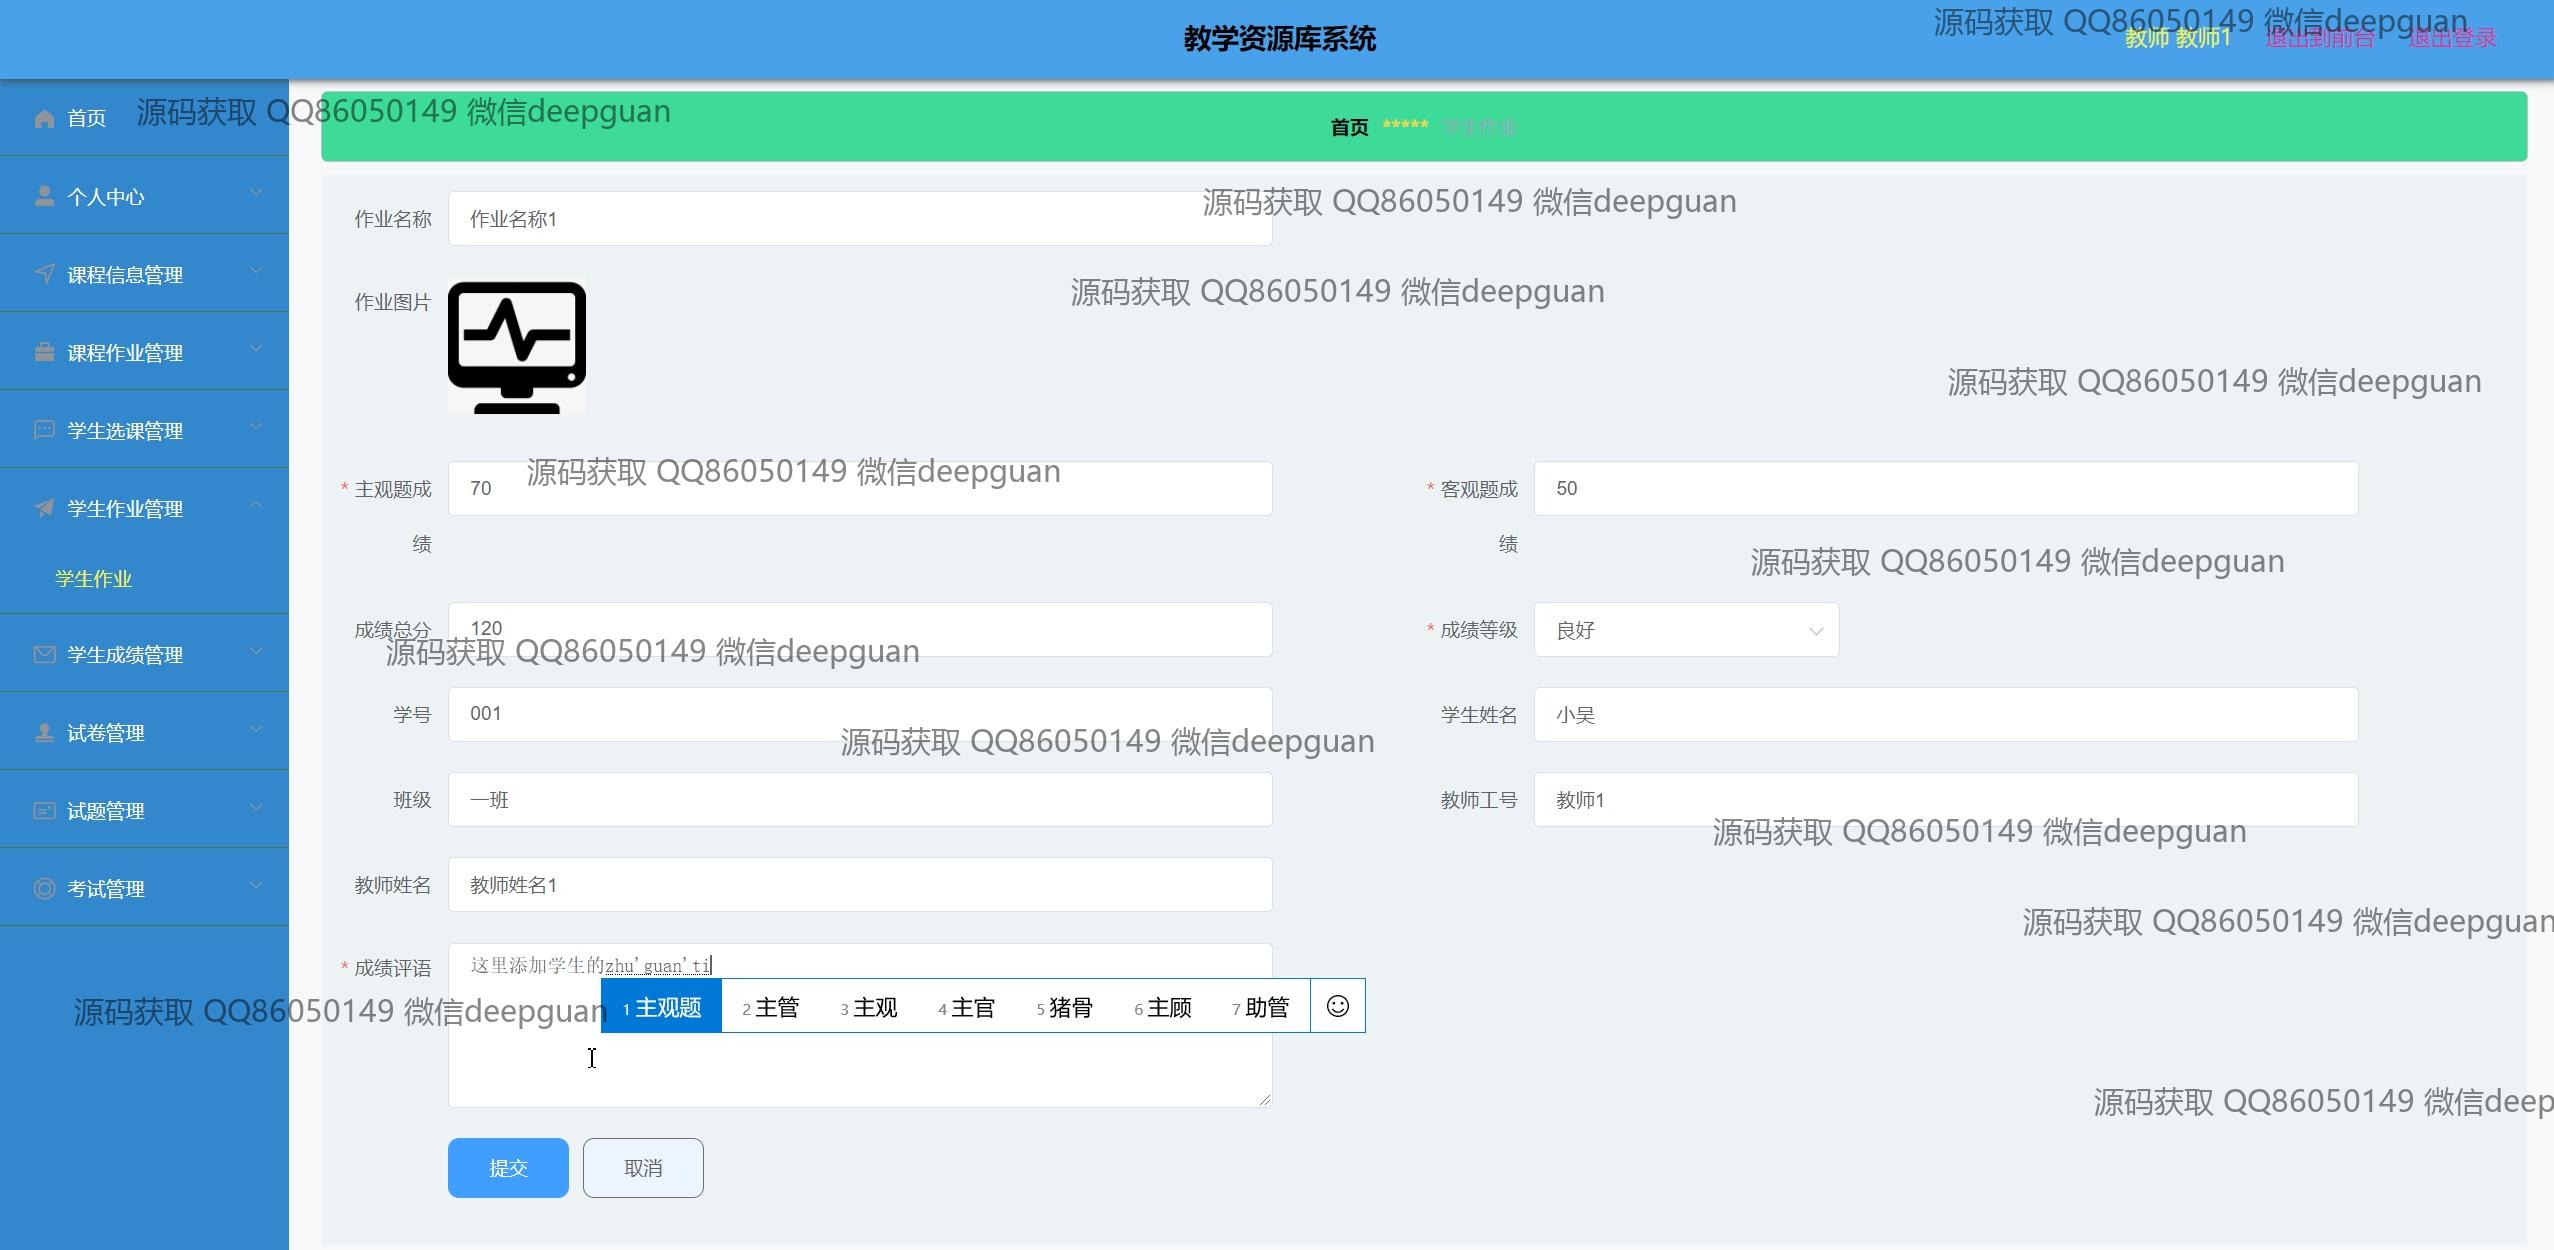 教学资源库系统
源码获取 QQ86050149 微信deepguan
教师 教师1 退出到前台 退出登录
首页
源码获取 QQ86050149 微信deepguan
首页 ***** 学生作业
个人中心
作业名称 作业名称1
源码获取 QQ86050149 微信deepguan
课程信息管理
作业图片
源码获取 QQ86050149 微信deepguan
课程作业管理
源码获取 QQ86050149 微信deepguan
学生选课管理
源码获取 QQ86050149 微信deepguan
* 主观题成绩 70
* 客观题成绩 50
学生作业管理
源码获取 QQ86050149 微信deepguan
学生作业
成绩总分 120
* 成绩等级 良好
学生成绩管理
源码获取 QQ86050149 微信deepguan
学号 001
学生姓名 小吴
试卷管理
源码获取 QQ86050149 微信deepguan
班级 一班
教师工号 教师1
试题管理
源码获取 QQ86050149 微信deepguan
考试管理
教师姓名 教师姓名1
源码获取 QQ86050149 微信deepguan
* 成绩评语 这里添加学生的zhu'guan'ti
源码获取 QQ86050149 微信deepguan
1 主观题 2 主管 3 主观 4 主官 5 猪骨 6 主顾 7 助管
源码获取 QQ86050149 微信deep
提交 取消